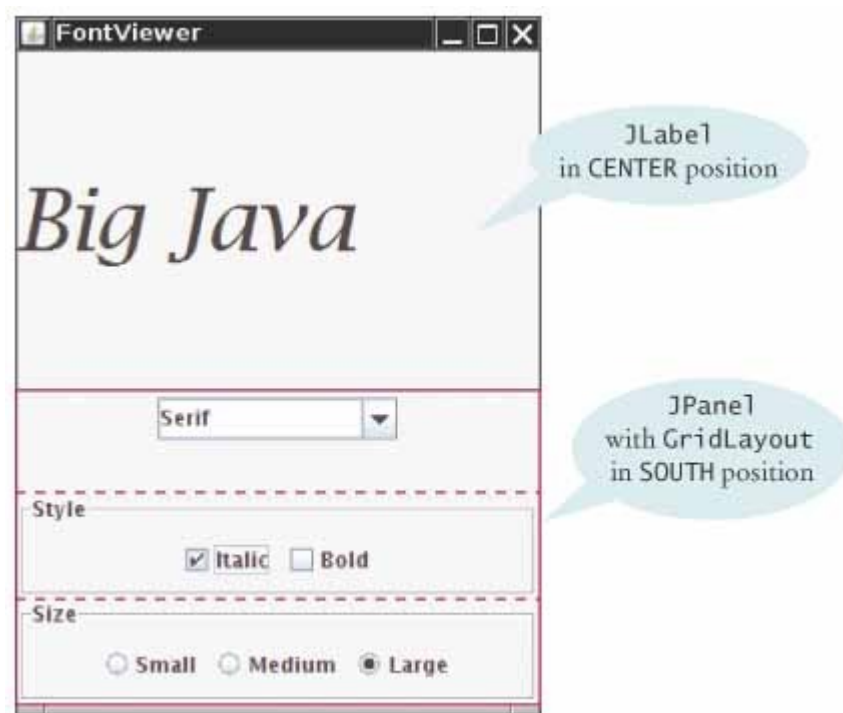 FontViewer
JLabel
in CENTER position
Big Java
JPanel
with GridLayout
in SOUTH position
Serif
Style
Italic Bold
Size
Small Medium Large